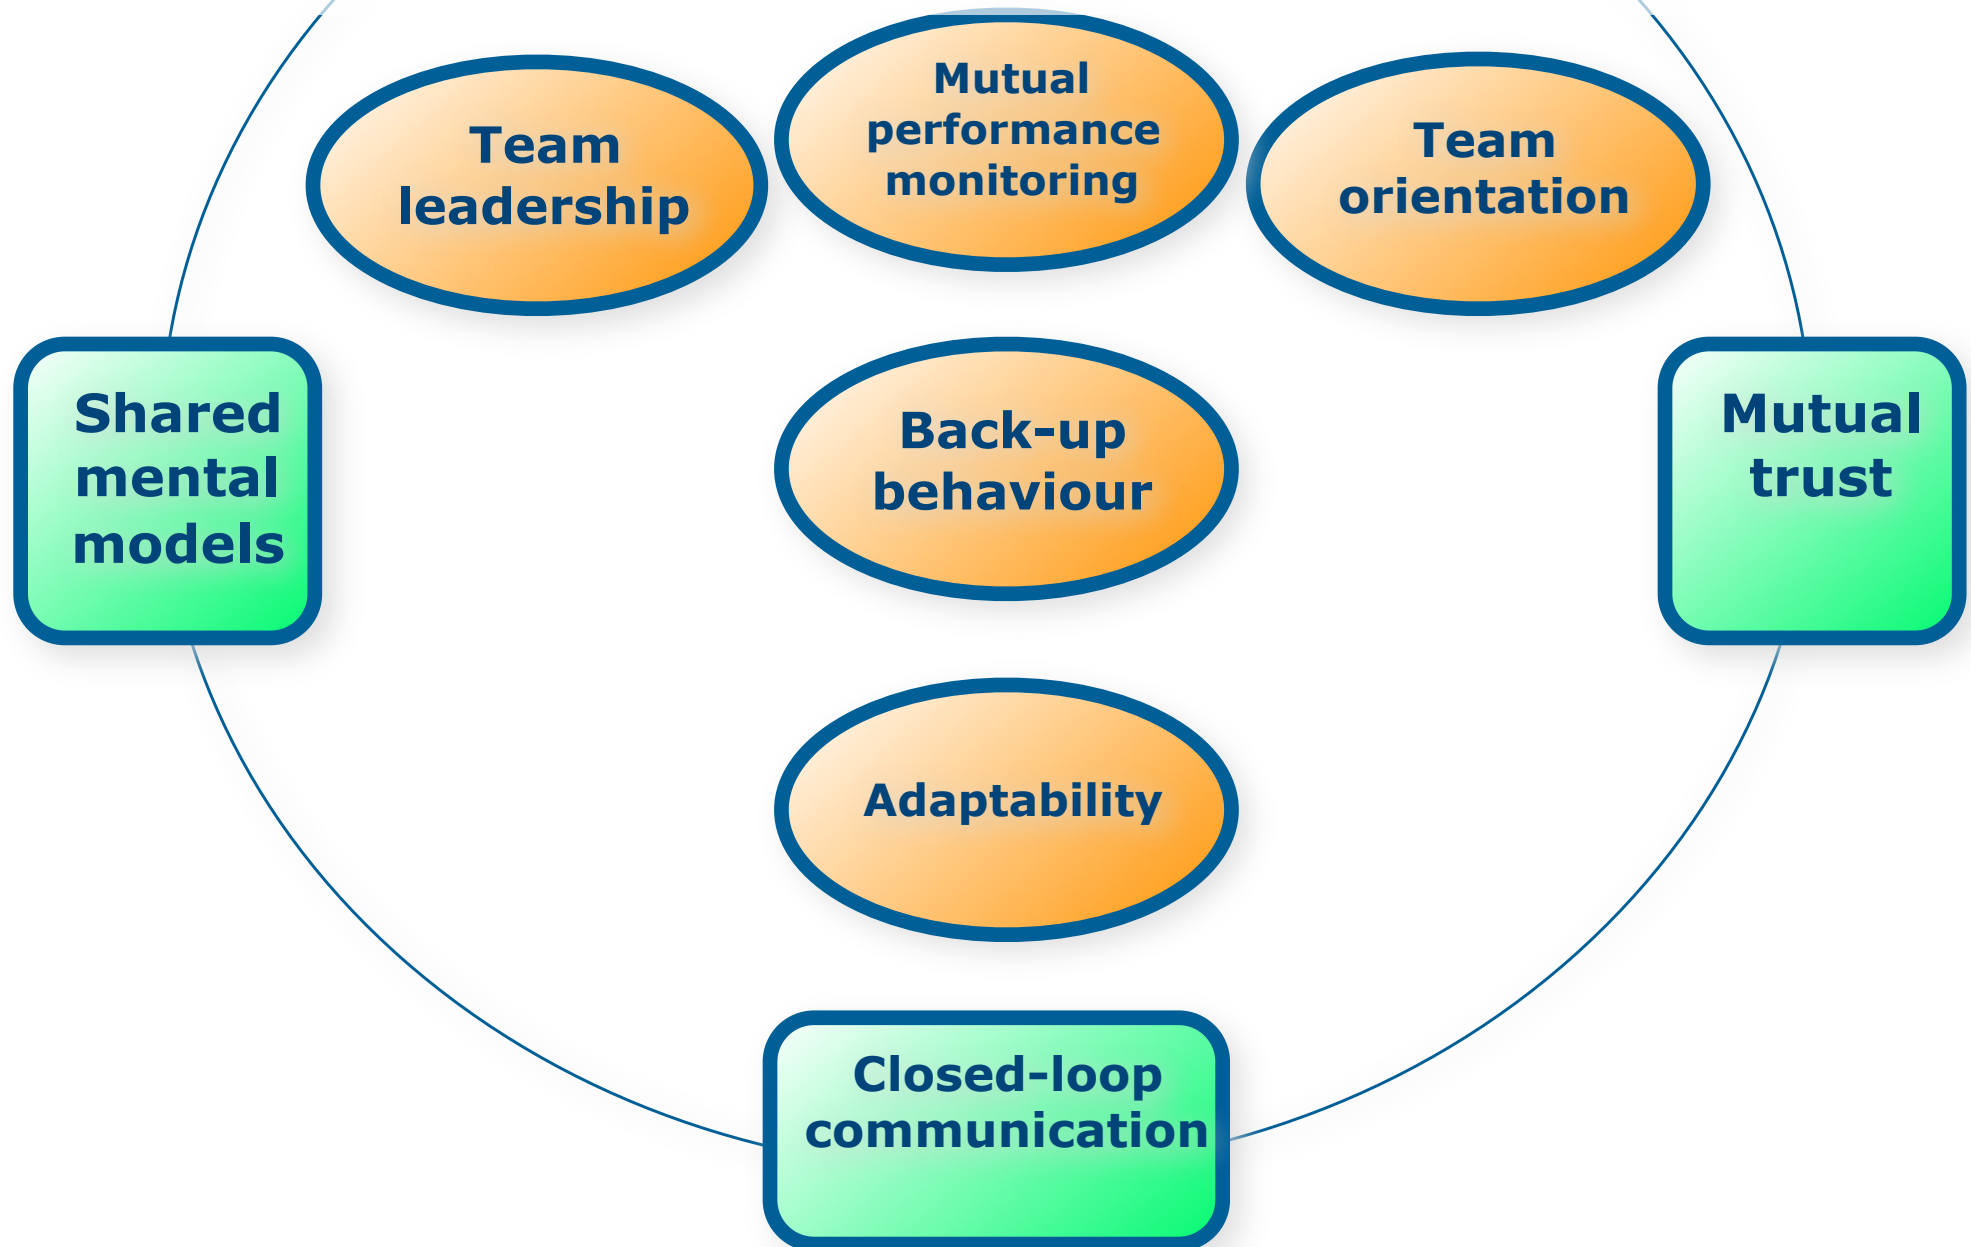 Team
leadership
Mutual
performance
monitoring
Team
orientation
Shared
mental
models
Back-up
behaviour
Mutual
trust
Adaptability
Closed-loop
communication